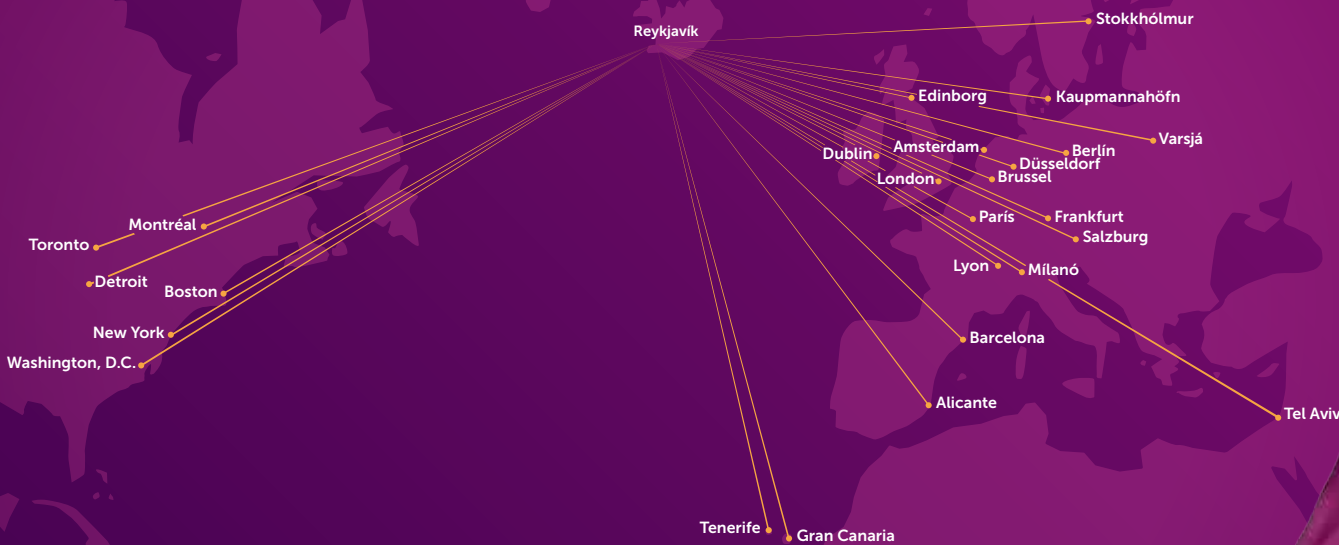 Stokkhólmur
Reykjavík
Edinborg
Kaupmannahöfn
Varsjá
Amsterdam
Berlín
Dublin
Düsseldorf
Brussel
London
París
Frankfurt
Montréal
Salzburg
Toronto
Lyon
Mílanó
Detroit
Boston
New York
Barcelona
Washington, D.C.
Alicante
Tel Aviv
Tenerife
Gran Canaria